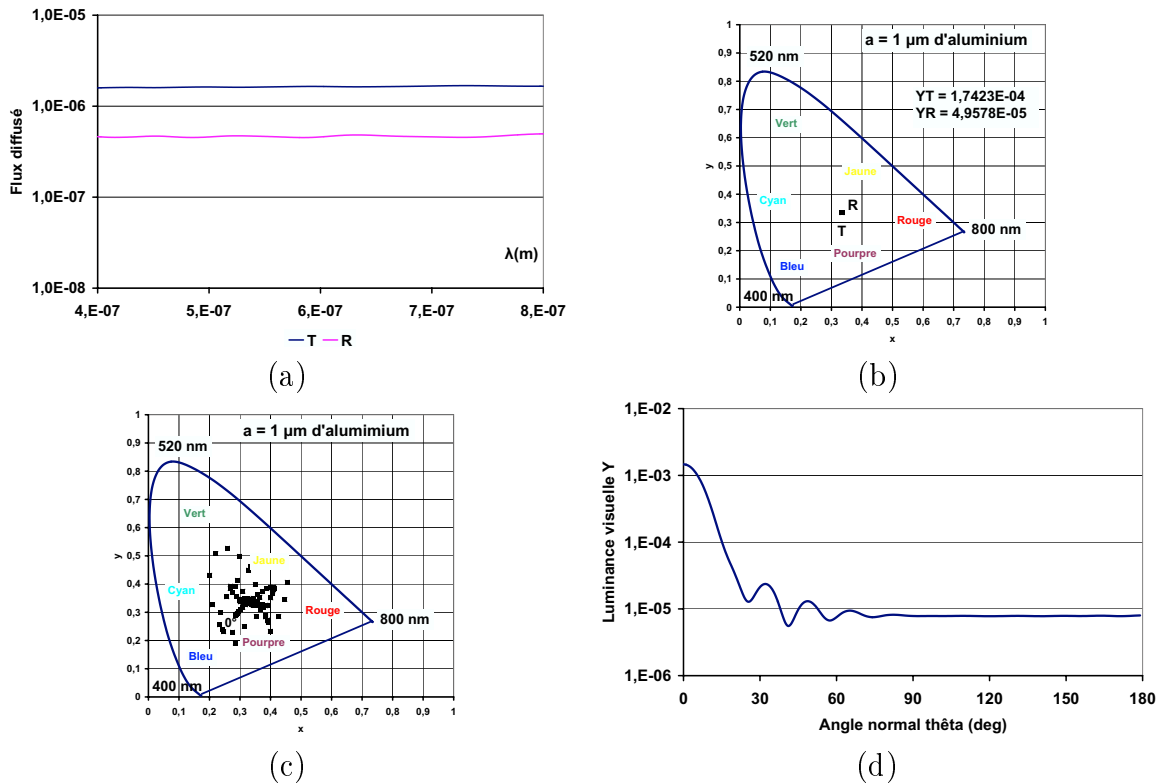 1,0E-05
1,0E-06
1,0E-07
1,0E-08
Flux diffusé
λ(m)
4,E-07 5,E-07 6,E-07 7,E-07 8,E-07
T R
(a)
a = 1 µm d'aluminium
520 nm
YT = 1,7423E-04
YR = 4,9578E-05
Vert
Jaune
Cyan
R
T
Rouge
800 nm
Pourpre
Bleu
400 nm
1
0,9
0,8
0,7
0,6
0,5
0,4
0,3
0,2
0,1
0
y
0 0,1 0,2 0,3 0,4 0,5 0,6 0,7 0,8 0,9 1
x
(b)
a = 1 µm d'alumimium
520 nm
Vert
Jaune
Cyan
Rouge
800 nm
0°
Pourpre
Bleu
400 nm
1
0,9
0,8
0,7
0,6
0,5
0,4
0,3
0,2
0,1
0
y
0 0,1 0,2 0,3 0,4 0,5 0,6 0,7 0,8 0,9 1
x
(c)
1,E-02
1,E-03
1,E-04
1,E-05
1,E-06
Luminance visuelle Y
0 30 60 90 120 150 180
Angle normal thêta (deg)
(d)